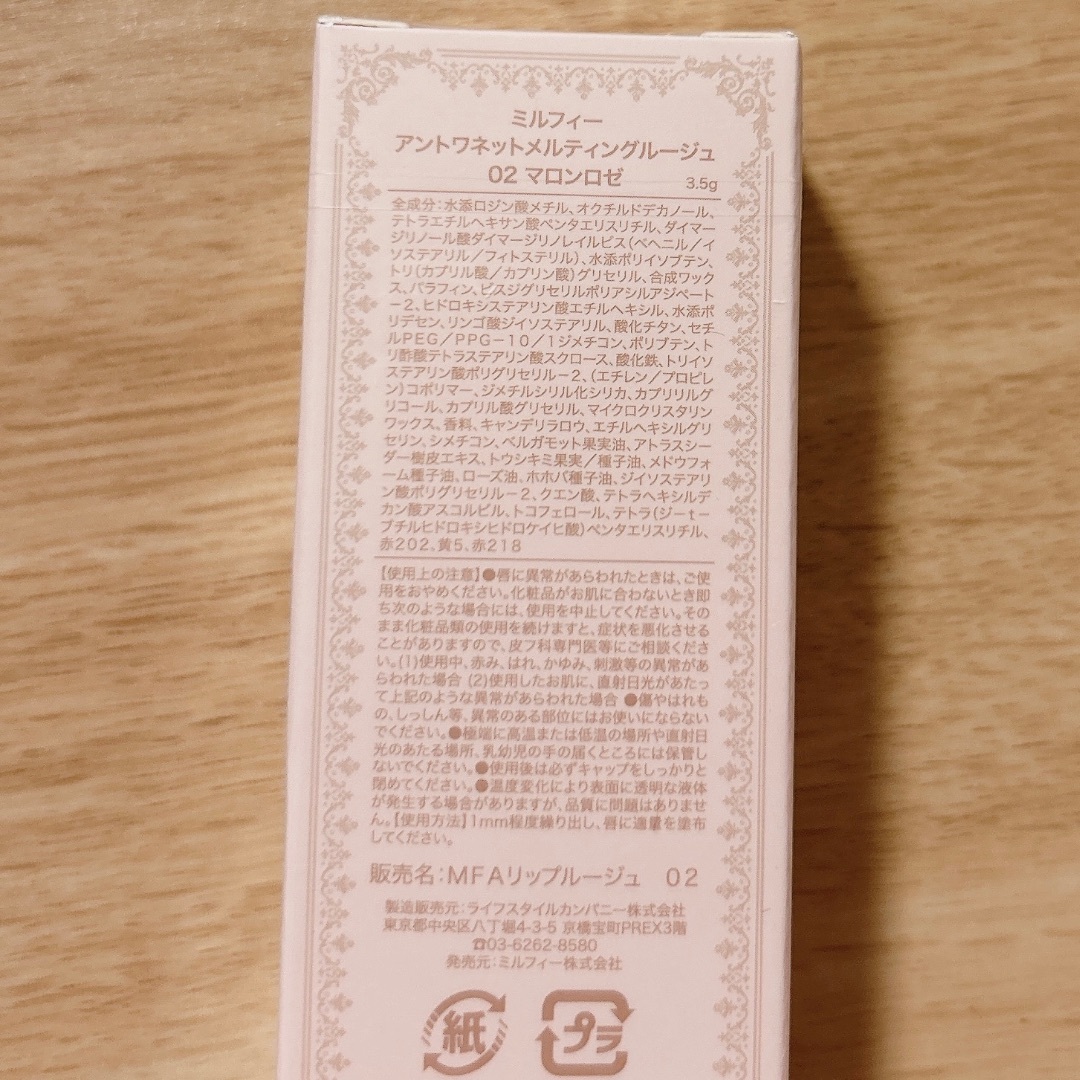 ミルフィー
アントワネットメルティングルージュ
02 マロンロゼ 3.5g
全成分:水添ロジン酸メチル、オクチルドデカノール、
テトラエチルヘキサン酸ペンタエリスリチル、ダイマー
ジリノール酸ダイマージリノレイルビス(ベヘニル/イ
ソステアリル/フィトステリル)、水添ポリイソブテン、
トリ(カプリル酸/カプリン酸)グリセリル、合成ワック
ス、パラフィン、ビスジグリセリルポリアシルアジペート
-2、ヒドロキシステアリン酸エチルヘキシル、水添ポ
リデセン、リンゴ酸ジイソステアリル、酸化チタン、セチ
ルPEG/PPG-10/1ジメチコン、ポリブテン、ト
リ酢酸テトラステアリン酸スクロース、酸化鉄、トリイソ
ステアリン酸ポリグリセリル-2、(エチレン/プロピレ
ン)コポリマー、ジメチルシリル化シリカ、カプリリルグ
リコール、カプリル酸グリセリル、マイクロクリスタリン
ワックス、香料、キャンデリラロウ、エチルヘキシルグリ
セリン、シメチコン、ベルガモット果実油、アトラスシー
ダー樹皮エキス、トウシキミ果実/種子油、メドウフォ
ーム種子油、ローズ油、ホホバ種子油、ジイソステアリ
ン酸ポリグリセリル-2、クエン酸、テトラヘキシルデ
カン酸アスコルビル、トコフェロール、テトラ(ジ-t-
ブチルヒドロキシヒドロケイヒ酸)ペンタエリスリチル、
赤202、黄5、赤218
【使用上の注意】●唇に異常があらわれたときは、ご使
用をおやめください。化粧品がお肌に合わないとき即
ち次のような場合には、使用を中止してください。その
まま化粧品類の使用を続けますと、症状を悪化させる
ことがありますので、皮フ科専門医等にご相談くださ
い。(1)使用中、赤み、はれ、かゆみ、刺激等の異常があ
らわれた場合 (2)使用したお肌に、直射日光があたっ
て上記のような異常があらわれた場合 ●傷やはれも
の、しっしん等、異常のある部位にはお使いにならない
でください。●極端に高温または低温の場所や直射日
光のあたる場所、乳幼児の手の届くところには保管し
ないでください。●使用後は必ずキャップをしっかりと
閉めてください。●温度変化により表面に透明な液体
が発生する場合がありますが、品質に問題はありませ
ん。【使用方法】1mm程度繰り出し、唇に適量を塗布
してください。
販売名:MFAリップルージュ 02
製造販売元:ライフスタイルカンパニー株式会社
東京都中央区八丁堀4-3-5 京橋宝町PREX3階
☎03-6262-8580
発売元:ミルフィー株式会社
紙 プラ